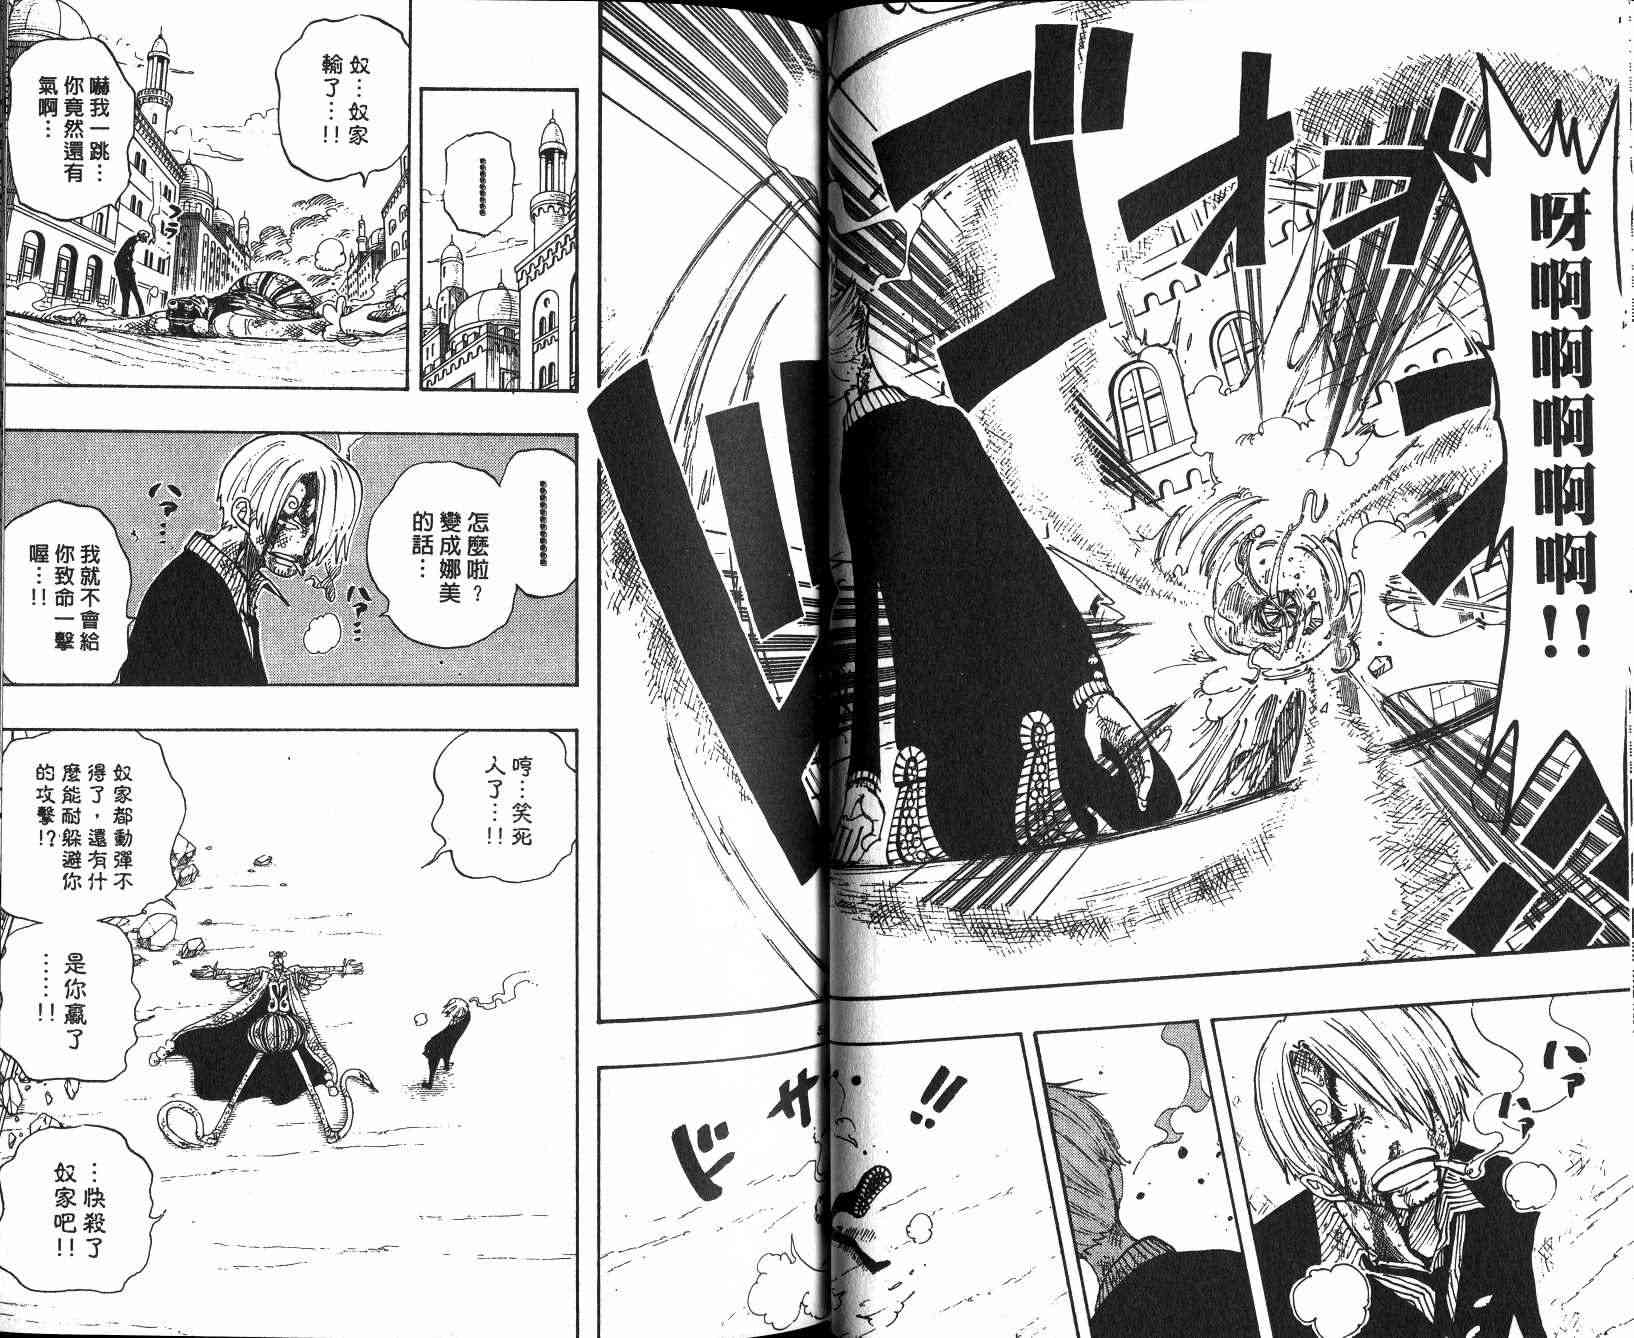 呀啊啊啊啊啊!!
ゴオオ
ハァ…
ハァ…
ドサ
!!
…………
奴…奴家
輸了…!!
嚇我一跳…
你竟然還有
氣啊…
フラ
…………
怎麼啦?
變成娜美
的話…
ハァ…
ハァ…
我就不會給
你致命一擊
喔…!!
哼…笑死
人了…!!
奴家都動彈不
得了，還有什
麼能耐躲避你
的攻擊!?
是你贏了
……!!
…快殺了
奴家吧!!